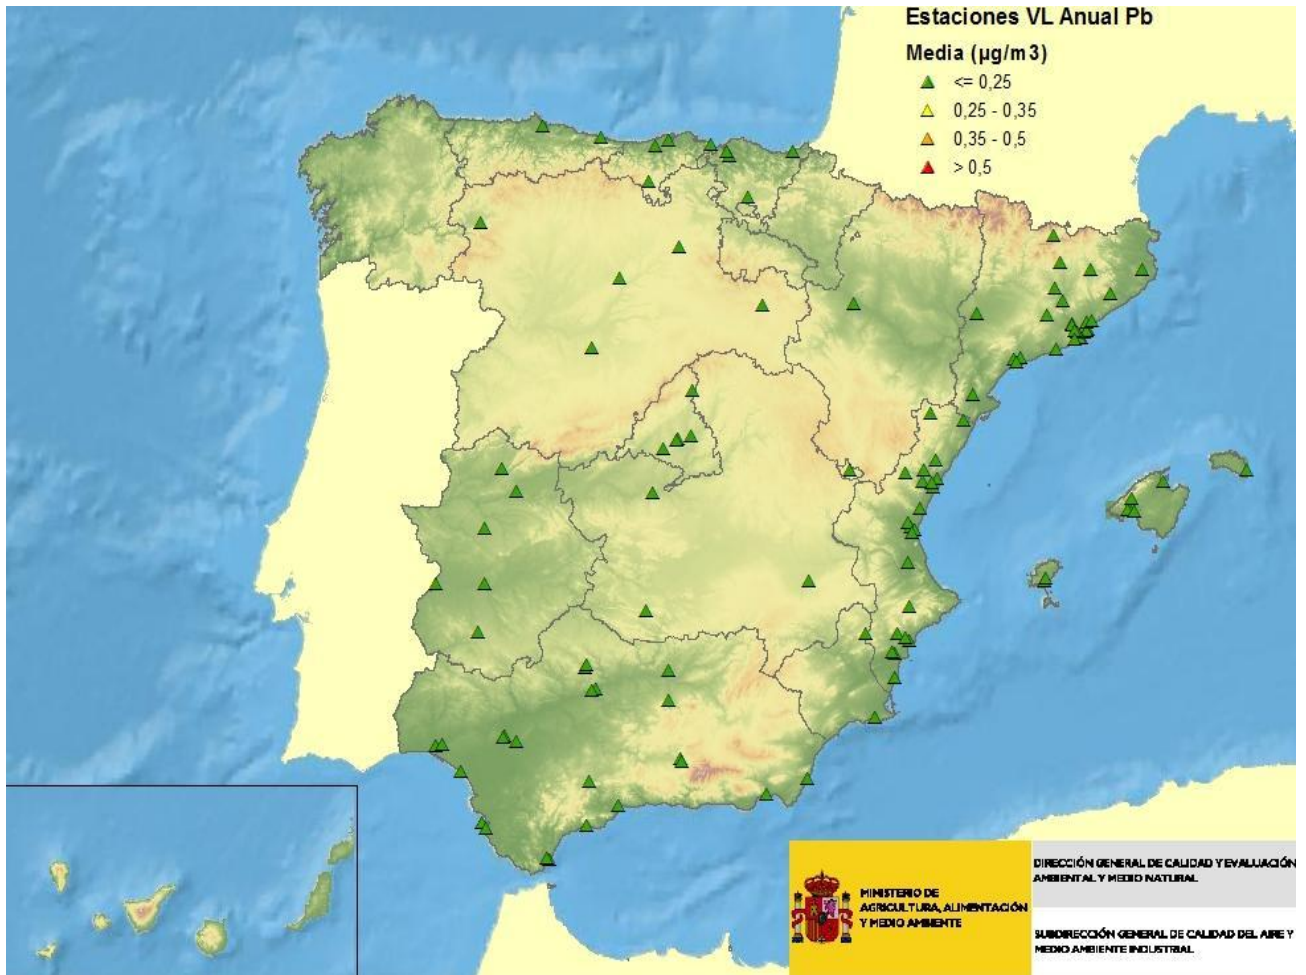 Estaciones VL Anual Pb
Media (µg/m3)
<= 0,25
0,25 - 0,35
0,35 - 0,5
> 0,5
MINISTERIO DE
AGRICULTURA, ALIMENTACIÓN
Y MEDIO AMBIENTE
DIRECCIÓN GENERAL DE CALIDAD Y EVALUACIÓN
AMBIENTAL Y MEDIO NATURAL
SUBDIRECCIÓN GENERAL DE CALIDAD DEL AIRE Y
MEDIO AMBIENTE INDUSTRIAL